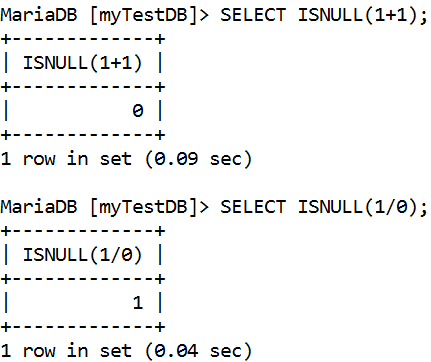 MariaDB [myTestDB]> SELECT ISNULL(1+1);
+-------------+
| ISNULL(1+1) |
+-------------+
|           0 |
+-------------+
1 row in set (0.09 sec)

MariaDB [myTestDB]> SELECT ISNULL(1/0);
+-------------+
| ISNULL(1/0) |
+-------------+
|           1 |
+-------------+
1 row in set (0.04 sec)